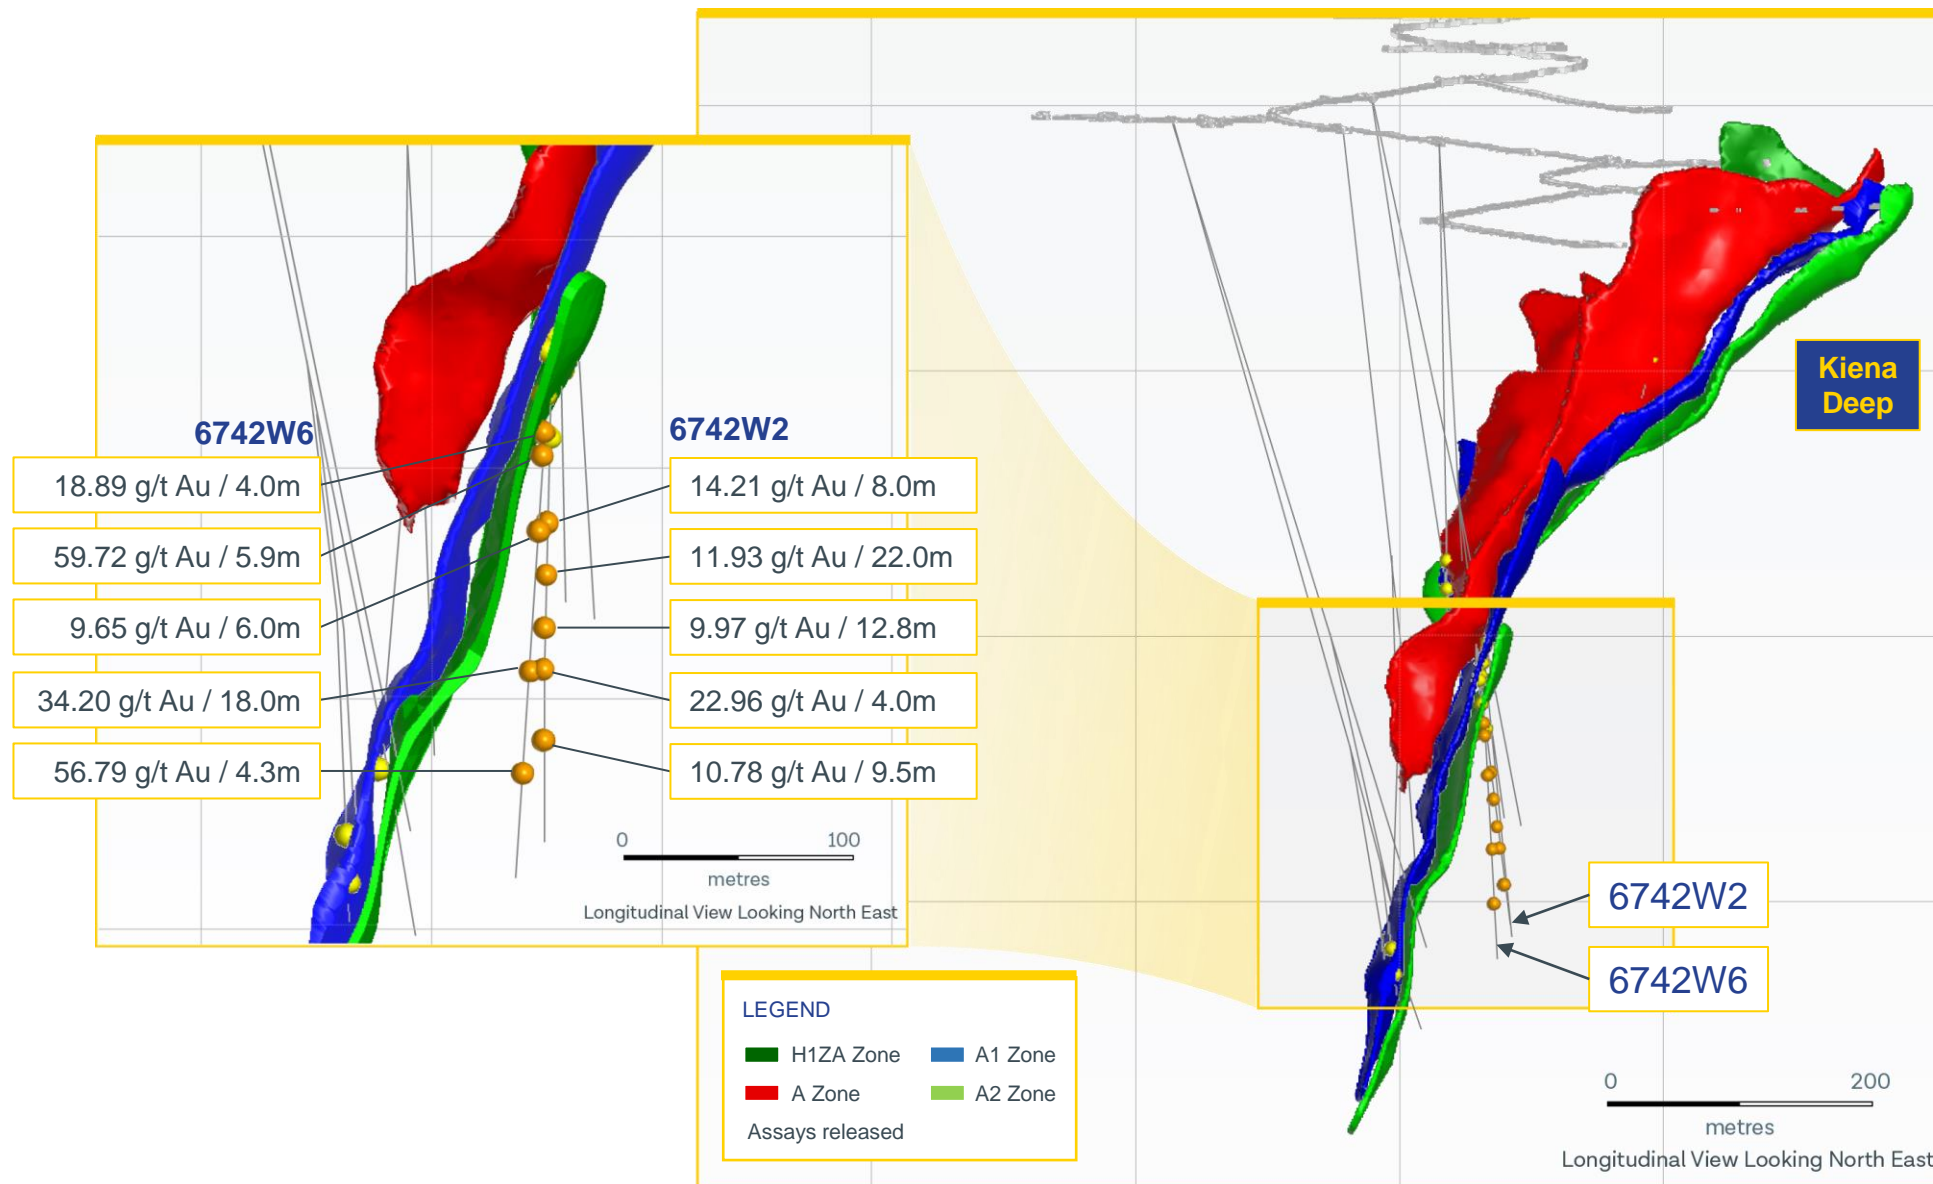 6742W6
18.89 g/t Au / 4.0m
59.72 g/t Au / 5.9m
9.65 g/t Au / 6.0m
34.20 g/t Au / 18.0m
56.79 g/t Au / 4.3m
6742W2
14.21 g/t Au / 8.0m
11.93 g/t Au / 22.0m
9.97 g/t Au / 12.8m
22.96 g/t Au / 4.0m
10.78 g/t Au / 9.5m
0 100
metres
Longitudinal View Looking North East
Kiena
Deep
6742W2
6742W6
LEGEND
H1ZA Zone
A1 Zone
A Zone
A2 Zone
Assays released
0 200
metres
Longitudinal View Looking North East